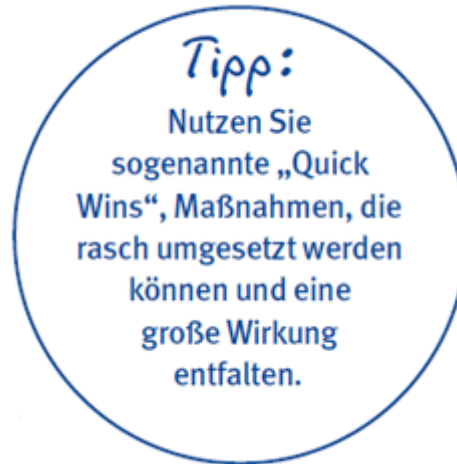 Tipp:
Nutzen Sie
sogenannte „Quick
Wins“, Maßnahmen, die
rasch umgesetzt werden
können und eine
große Wirkung
entfalten.